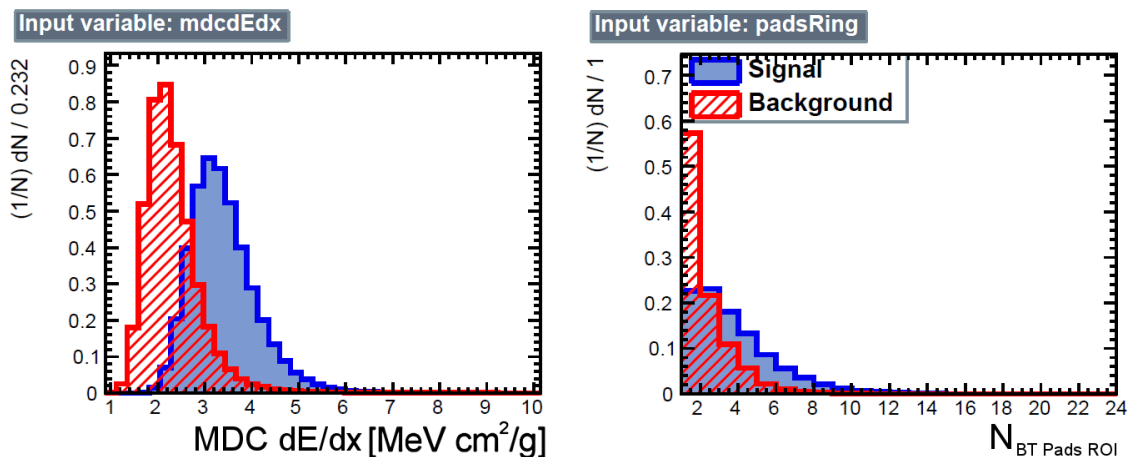 Input variable: mdcdEdx
(1/N) dN / 0.232
0.9
0.8
0.7
0.6
0.5
0.4
0.3
0.2
0.1
0
1 2 3 4 5 6 7 8 9 10
MDC dE/dx [MeV cm²/g]
Input variable: padsRing
(1/N) dN / 1
Signal
Background
0.7
0.6
0.5
0.4
0.3
0.2
0.1
0
2 4 6 8 10 12 14 16 18 20 22 24
N BT Pads ROI